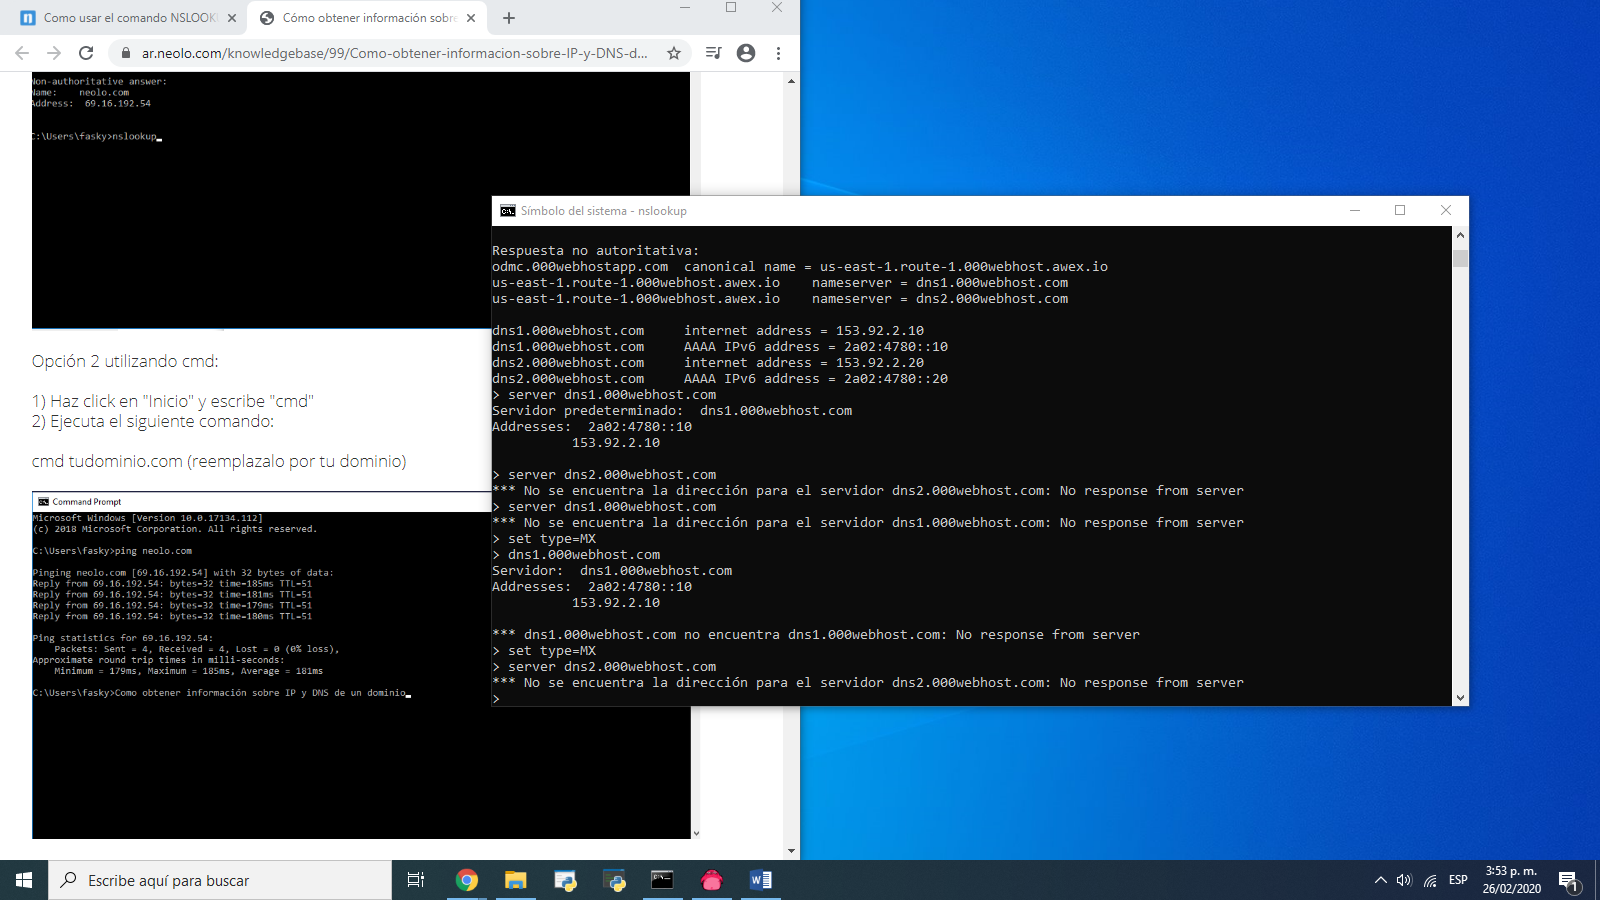 Como usar el comando NSLOOK
Cómo obtener información sobre
ar.neolo.com/knowledgebase/99/Como-obtener-informacion-sobre-IP-y-DNS-d...
Non-authoritative answer:
Name:    neolo.com
Address:  69.16.192.54
C:\Users\fasky>nslookup
Opción 2 utilizando cmd:
1) Haz click en "Inicio" y escribe "cmd"
2) Ejecuta el siguiente comando:
cmd tudominio.com (reemplazalo por tu dominio)
Command Prompt
Microsoft Windows [Version 10.0.17134.112]
(c) 2018 Microsoft Corporation. All rights reserved.
C:\Users\fasky>ping neolo.com
Pinging neolo.com [69.16.192.54] with 32 bytes of data:
Reply from 69.16.192.54: bytes=32 time=185ms TTL=51
Reply from 69.16.192.54: bytes=32 time=181ms TTL=51
Reply from 69.16.192.54: bytes=32 time=179ms TTL=51
Reply from 69.16.192.54: bytes=32 time=180ms TTL=51
Ping statistics for 69.16.192.54:
    Packets: Sent = 4, Received = 4, Lost = 0 (0% loss),
Approximate round trip times in milli-seconds:
    Minimum = 179ms, Maximum = 185ms, Average = 181ms
C:\Users\fasky>Como obtener información sobre IP y DNS de un dominio
Símbolo del sistema - nslookup
Respuesta no autoritativa:
odmc.000webhostapp.com  canonical name = us-east-1.route-1.000webhost.awex.io
us-east-1.route-1.000webhost.awex.io    nameserver = dns1.000webhost.com
us-east-1.route-1.000webhost.awex.io    nameserver = dns2.000webhost.com
dns1.000webhost.com     internet address = 153.92.2.10
dns1.000webhost.com     AAAA IPv6 address = 2a02:4780::10
dns2.000webhost.com     internet address = 153.92.2.20
dns2.000webhost.com     AAAA IPv6 address = 2a02:4780::20
> server dns1.000webhost.com
Servidor predeterminado:  dns1.000webhost.com
Addresses:  2a02:4780::10
          153.92.2.10
> server dns2.000webhost.com
*** No se encuentra la dirección para el servidor dns2.000webhost.com: No response from server
> server dns1.000webhost.com
*** No se encuentra la dirección para el servidor dns1.000webhost.com: No response from server
> set type=MX
> dns1.000webhost.com
Servidor:  dns1.000webhost.com
Addresses:  2a02:4780::10
          153.92.2.10
*** dns1.000webhost.com no encuentra dns1.000webhost.com: No response from server
> set type=MX
> server dns2.000webhost.com
*** No se encuentra la dirección para el servidor dns2.000webhost.com: No response from server
>
Escribe aquí para buscar
ESP
3:53 p. m.
26/02/2020
1